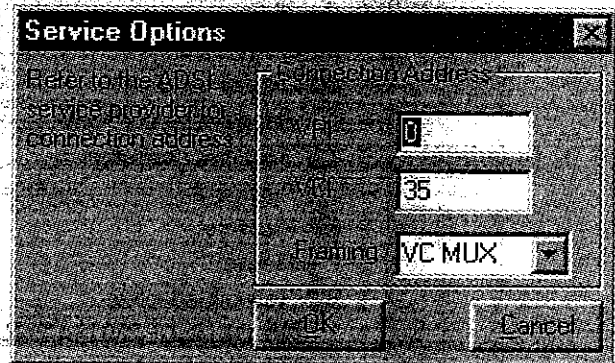 Service Options
Refer to the ADSL
service provider for
connection address
Connection Address
VPI
0
VCI
35
Framing
VC MUX
OK
Cancel